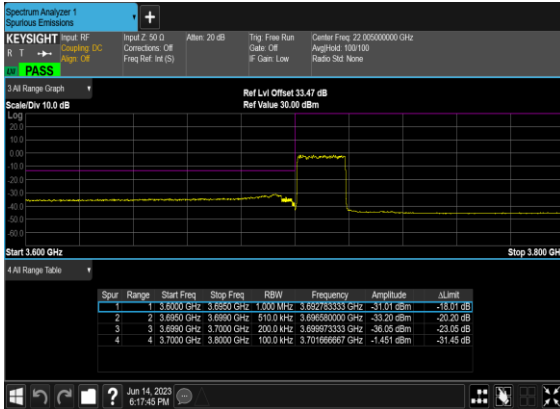 Spectrum Analyzer 1
Spurious Emissions
+
KEYSIGHT Input: RF
R T Coupling: DC
Align: Off
Input Z: 50 Ω
Corrections: Off
Freq Ref: Int (S)
Atten: 20 dB
Trig: Free Run
Gate: Off
IF Gain: Low
Center Freq: 22.005000000 GHz
Avg|Hold: 100/100
Radio Std: None
PASS
3 All Range Graph
Ref Lvl Offset 33.47 dB
Scale/Div 10.0 dB
Ref Value 30.00 dBm
Log
20.0
10.0
0.00
-10.0
-20.0
-30.0
-40.0
-50.0
-60.0
Start 3.600 GHz
Stop 3.800 GH
4 All Range Table
Spur Range Start Freq Stop Freq RBW Frequency Amplitude ΔLimit
1 1 3.6000 GHz 3.6950 GHz 1.000 MHz 3.692783333 GHz -31.01 dBm -18.01 dB
2 2 3.6950 GHz 3.6990 GHz 510.0 kHz 3.696580000 GHz -33.20 dBm -20.20 dB
3 3 3.6990 GHz 3.7000 GHz 200.0 kHz 3.699973333 GHz -36.05 dBm -23.05 dB
4 4 3.7000 GHz 3.8000 GHz 100.0 kHz 3.701666667 GHz -1.451 dBm -31.45 dB
?
Jun 14, 2023
6:17:45 PM